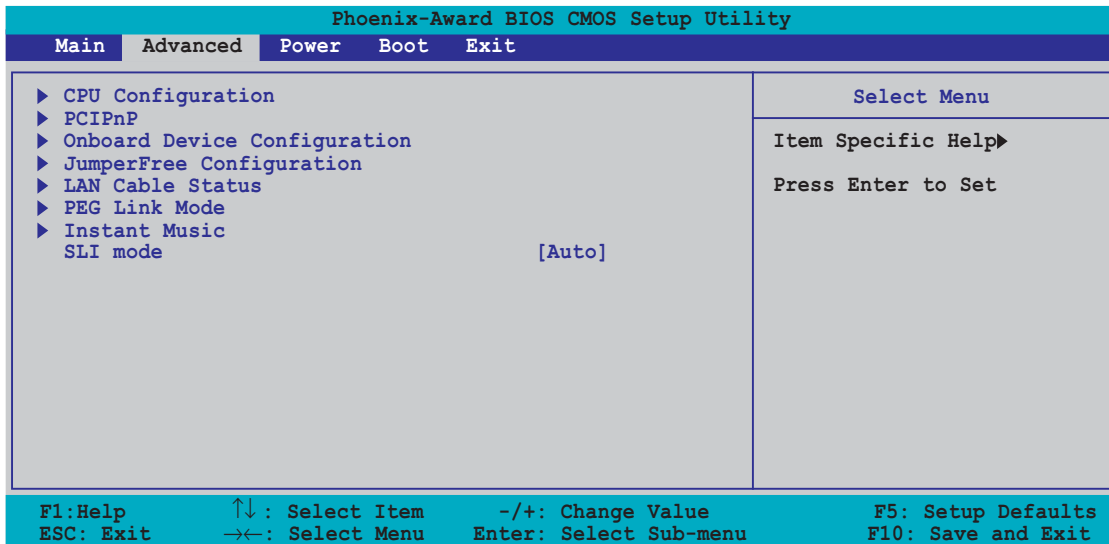 Phoenix-Award BIOS CMOS Setup Utility
Main Advanced Power Boot Exit
CPU Configuration
PCIPnP
Onboard Device Configuration
JumperFree Configuration
LAN Cable Status
PEG Link Mode
Instant Music
SLI mode [Auto]
Select Menu
Item Specific Help
Press Enter to Set
F1:Help ↑↓ : Select Item -/+: Change Value F5: Setup Defaults
ESC: Exit →←: Select Menu Enter: Select Sub-menu F10: Save and Exit